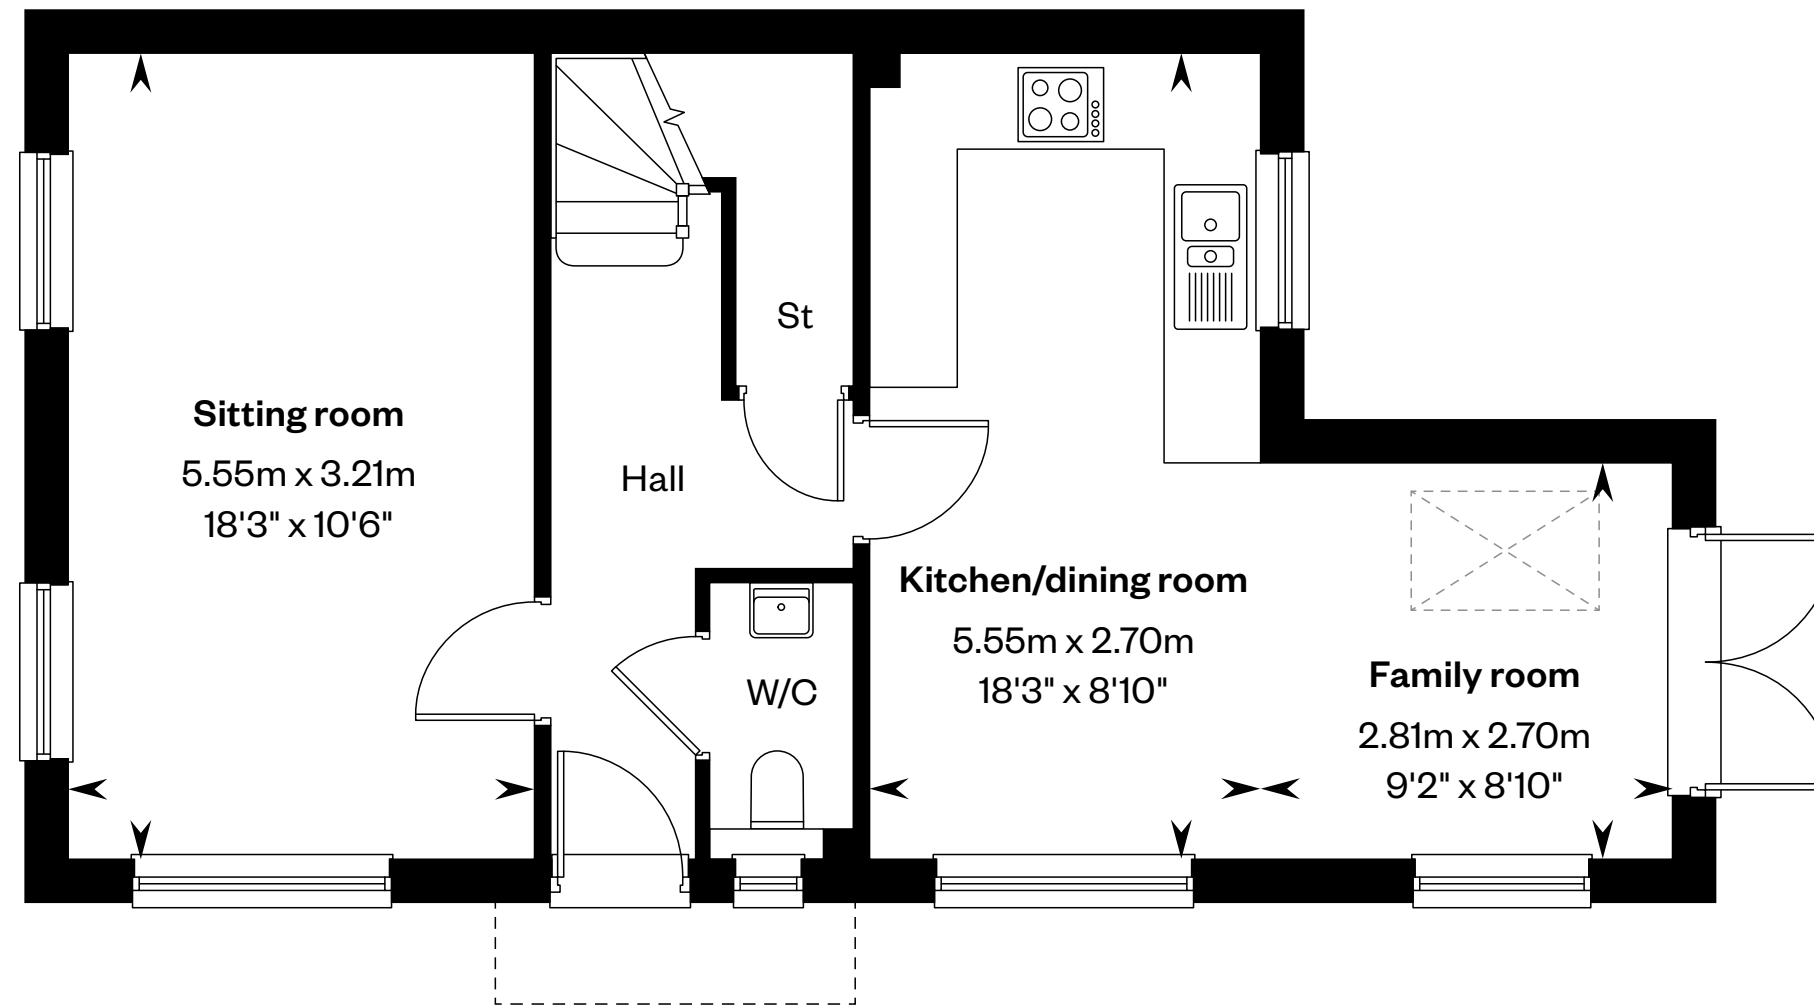 Sitting room
5.55m x 3.21m
18'3" x 10'6"
Hall
St
W/C
Kitchen/dining room
5.55m x 2.70m
18'3" x 8'10"
Family room
2.81m x 2.70m
9'2" x 8'10"